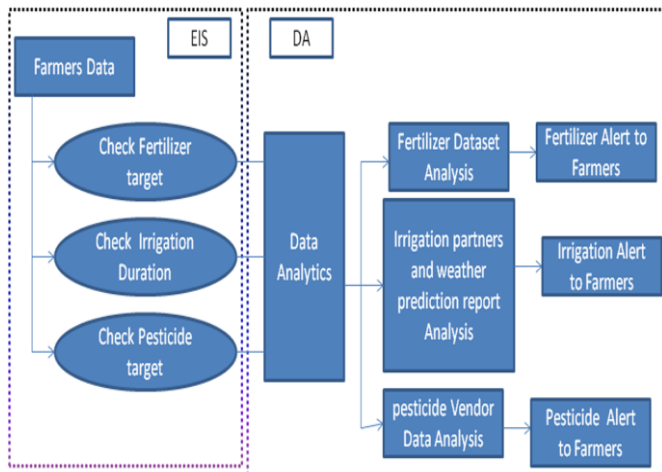 EIS
DA
Farmers Data
Check Fertilizer
target
Check Irrigation
Duration
Check Pesticide
target
Data
Analytics
Fertilizer Dataset
Analysis
Fertilizer Alert to
Farmers
Irrigation partners
and weather
prediction report
Analysis
Irrigation Alert
to Farmers
pesticide Vendor
Data Analysis
Pesticide Alert
to Farmers